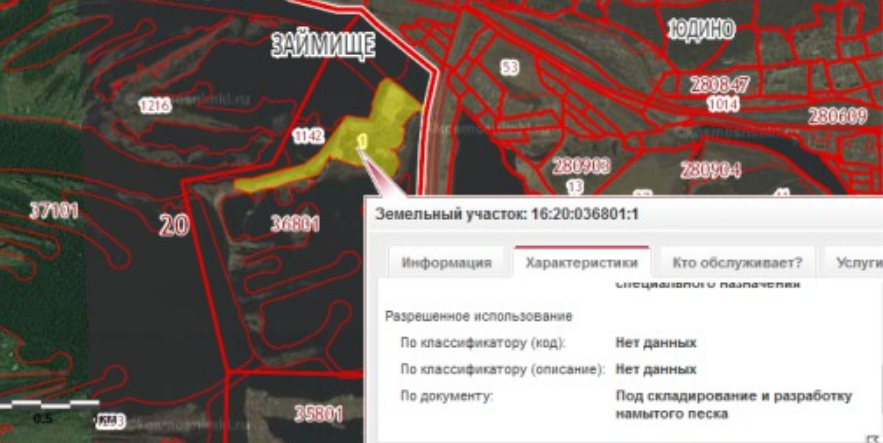 ЗАЙМИЩЕ
ЮДИНО
53
280847
1014
1216
280609
1142
1
280903
280904
13
37101
20
36801
Земельный участок: 16:20:036801:1
Информация
Характеристики
Кто обслуживает?
Услуги
специального назначения
Разрешенное использование
По классификатору (код): Нет данных
По классификатору (описание): Нет данных
По документу: Под складирование и разработку
намытого песка
0.5
35801